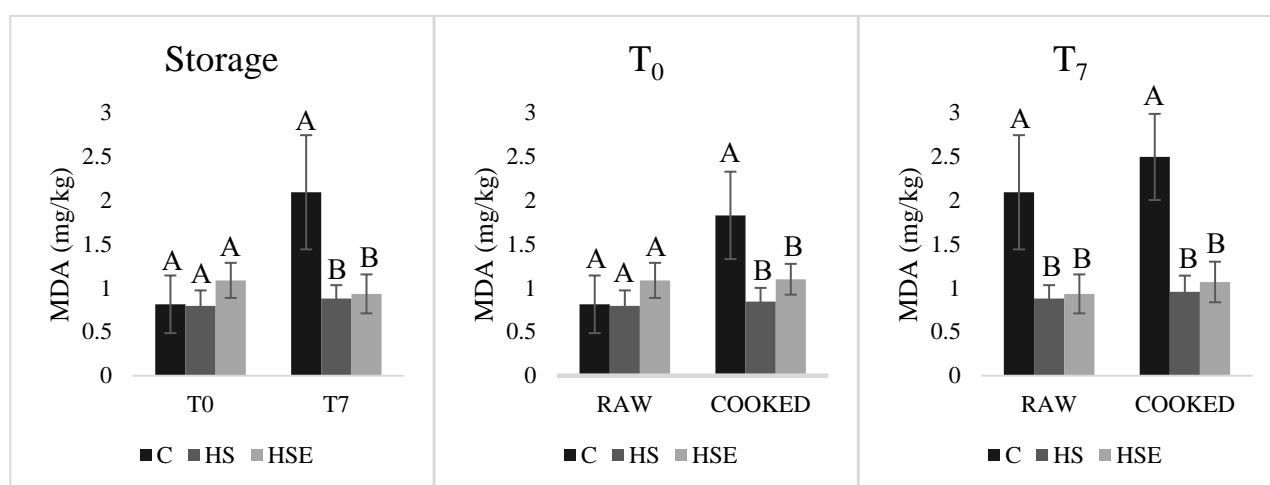 Storage
MDA (mg/kg)
3
2.5
2
1.5
1
0.5
0
A A A
A B B
T0 T7
C HS HSE
T₀
MDA (mg/kg)
3
2.5
2
1.5
1
0.5
0
A A A
A B B
RAW COOKED
C HS HSE
T₇
MDA (mg/kg)
3
2.5
2
1.5
1
0.5
0
A B B
A B B
RAW COOKED
C HS HSE